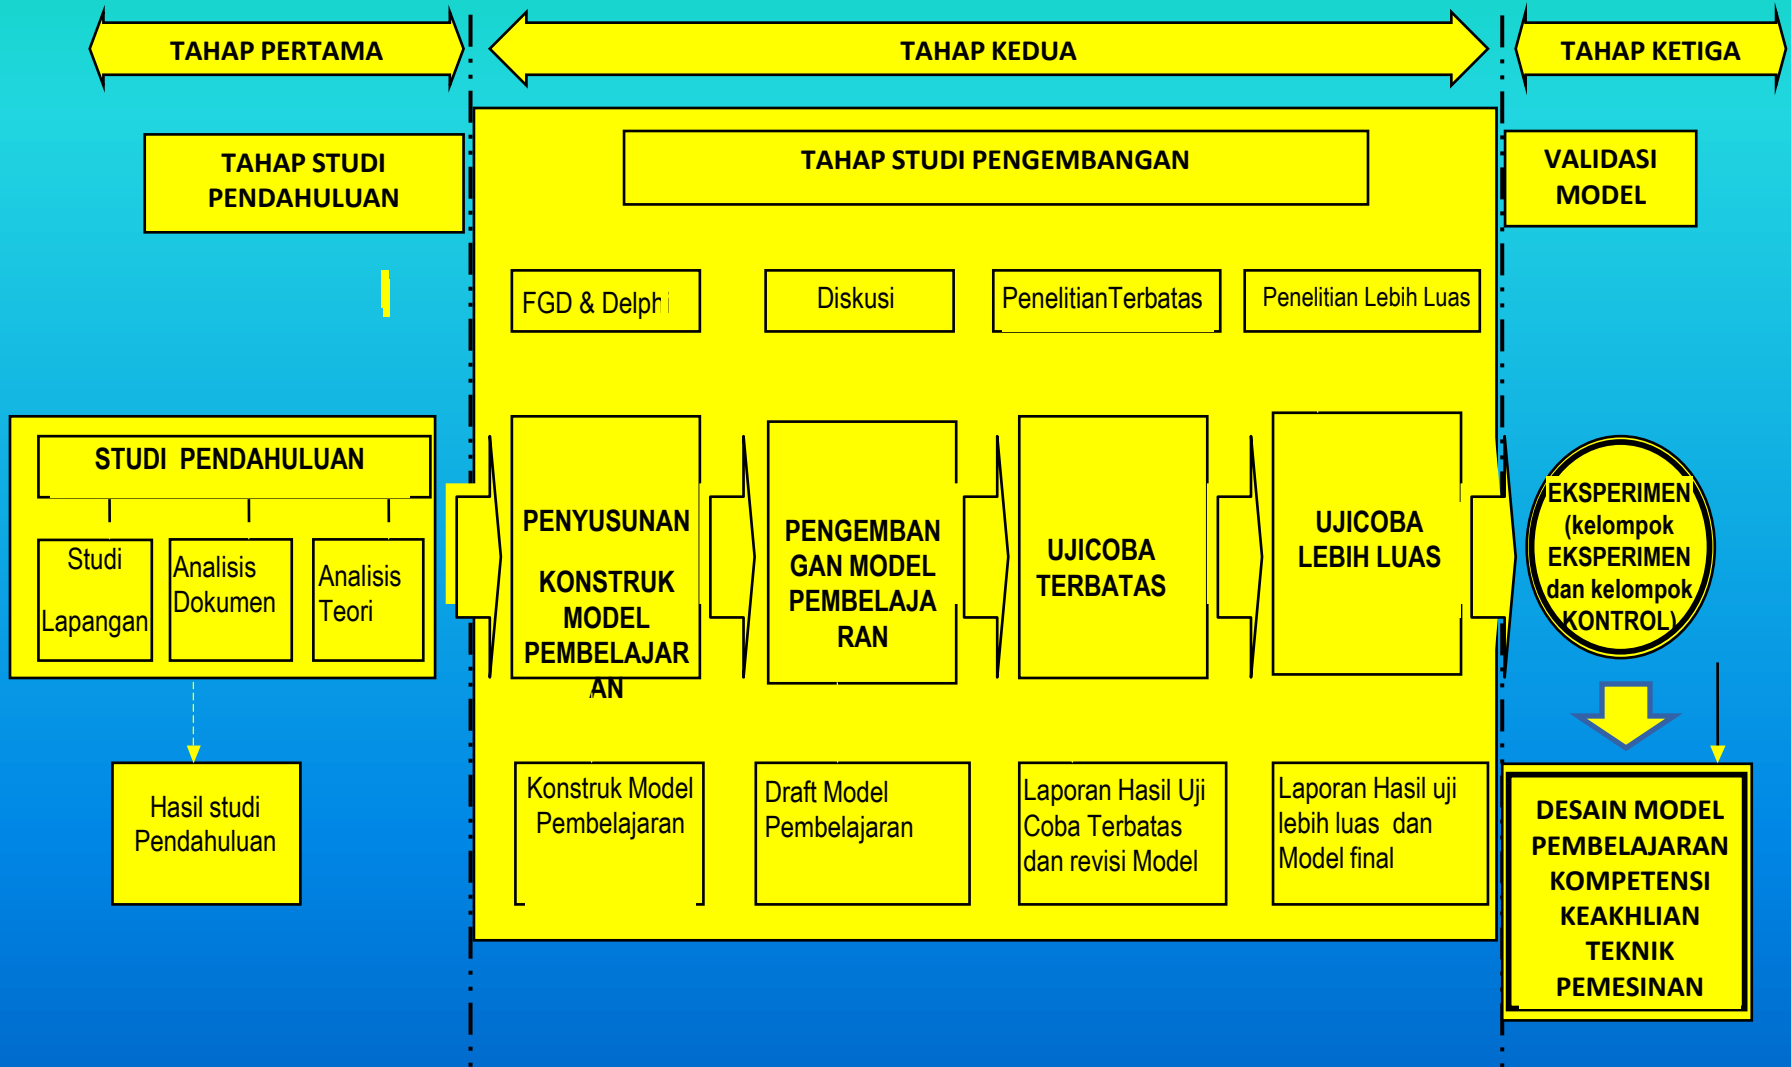 TAHAP PERTAMA
TAHAP KEDUA
TAHAP KETIGA
TAHAP STUDI
PENDAHULUAN
TAHAP STUDI PENGEMBANGAN
VALIDASI
MODEL
FGD & Delphi
Diskusi
PenelitianTerbatas
Penelitian Lebih Luas
STUDI PENDAHULUAN
Studi
Lapangan
Analisis
Dokumen
Analisis
Teori
PENYUSUNAN
KONSTRUK
MODEL
PEMBELAJAR
AN
PENGEMBAN
GAN MODEL
PEMBELAJA
RAN
UJICOBA
TERBATAS
UJICOBA
LEBIH LUAS
EKSPERIMEN
(kelompok
EKSPERIMEN
dan kelompok
KONTROL)
Hasil studi
Pendahuluan
Konstruk Model
Pembelajaran
Draft Model
Pembelajaran
Laporan Hasil Uji
Coba Terbatas
dan revisi Model
Laporan Hasil uji
lebih luas dan
Model final
DESAIN MODEL
PEMBELAJARAN
KOMPETENSI
KEAKHLIAN
TEKNIK
PEMESINAN